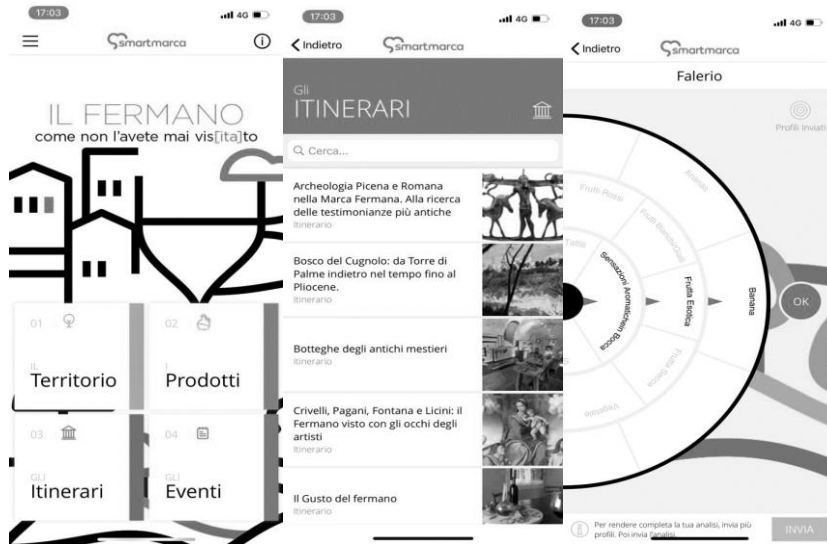 17:03
4G
smartmarca
IL FERMANO
come non l'avete mai vis[ita]to
01
IL
Territorio
02
I
Prodotti
03
GLI
Itinerari
04
GLI
Eventi
17:03
4G
Indietro
smartmarca
Gli
ITINERARI
Cerca...
Archeologia Picena e Romana
nella Marca Fermana. Alla ricerca
delle testimonianze più antiche
Itinerario
Bosco del Cugnolo: da Torre di
Palme indietro nel tempo fino al
Pliocene.
Itinerario
Botteghe degli antichi mestieri
Itinerario
Crivelli, Pagani, Fontana e Licini: il
Fermano visto con gli occhi degli
artisti
Itinerario
Il Gusto del fermano
Itinerario
17:03
4G
Indietro
smartmarca
Falerio
Profili Inviati
Ananas
Frutti Rossi
Tattili
Sensazioni Aromatichein Bocca
Frutta Esotica
Banana
OK
Frutta Secca
Vegetale
Per rendere completa la tua analisi, invia più
profili. Poi invia l'analisi.
INVIA